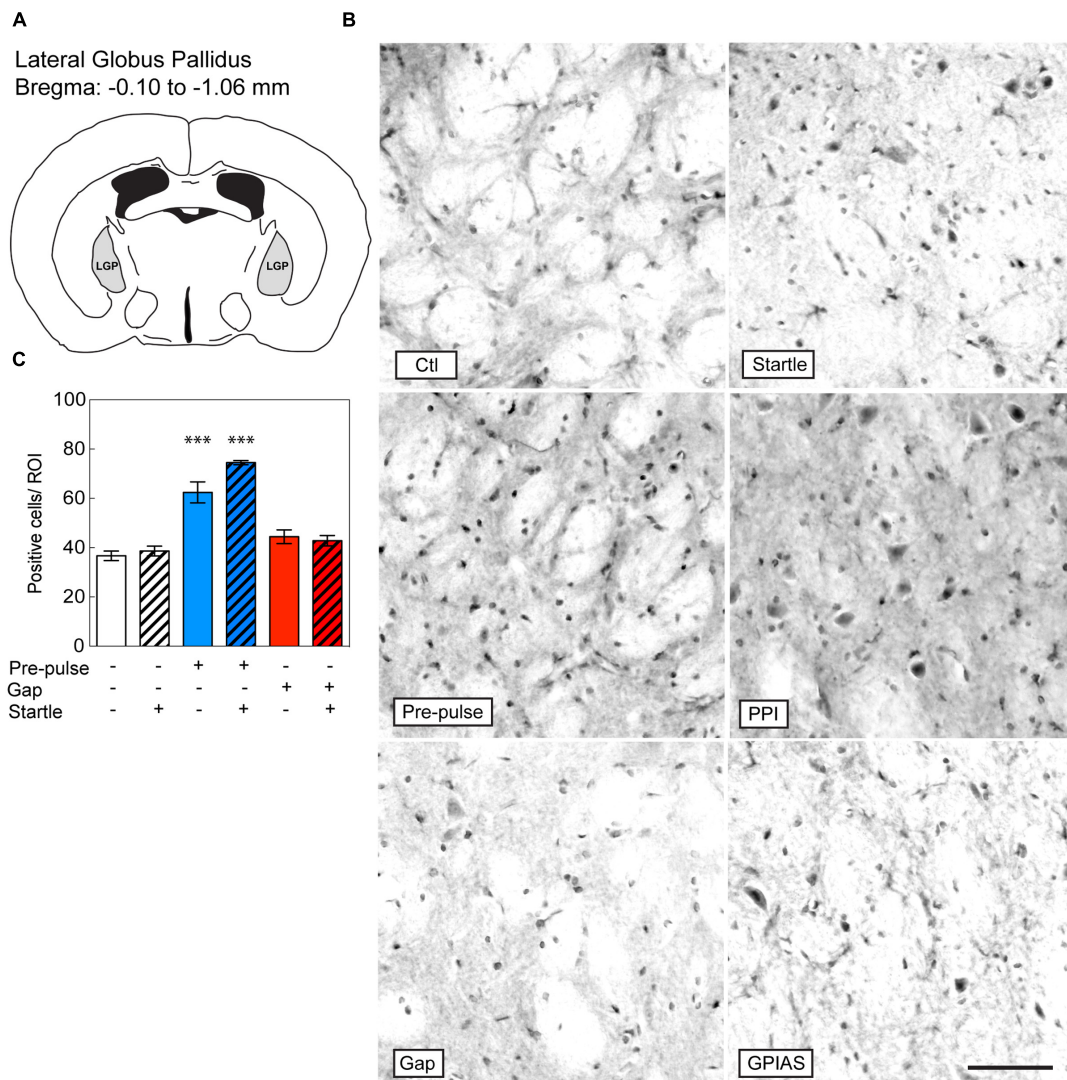 A
Lateral Globus Pallidus
Bregma: -0.10 to -1.06 mm
LGP
LGP
B
Ctl
Startle
Pre-pulse
PPI
Gap
GPIAS
C
Positive cells/ ROI
100
80
60
40
20
0
*** ***
Pre-pulse - - + + - -
Gap - - - - + +
Startle - + - + - +